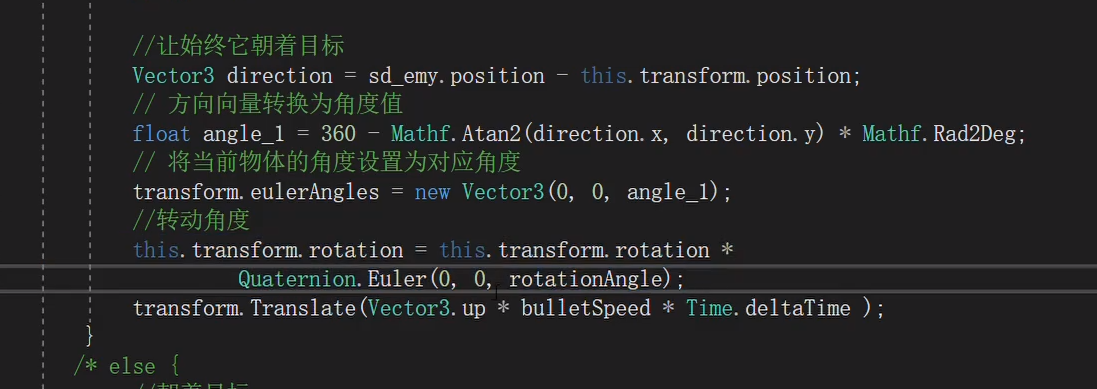 //让始终它朝着目标
Vector3 direction = sd_emy.position - this.transform.position;
// 方向向量转换为角度值
float angle_1 = 360 - Mathf.Atan2(direction.x, direction.y) * Mathf.Rad2Deg;
// 将当前物体的角度设置为对应角度
transform.eulerAngles = new Vector3(0, 0, angle_1);
//转动角度
this.transform.rotation = this.transform.rotation *
Quaternion.Euler(0, 0, rotationAngle);
transform.Translate(Vector3.up * bulletSpeed * Time.deltaTime );
}
/* else {
//朝着目标